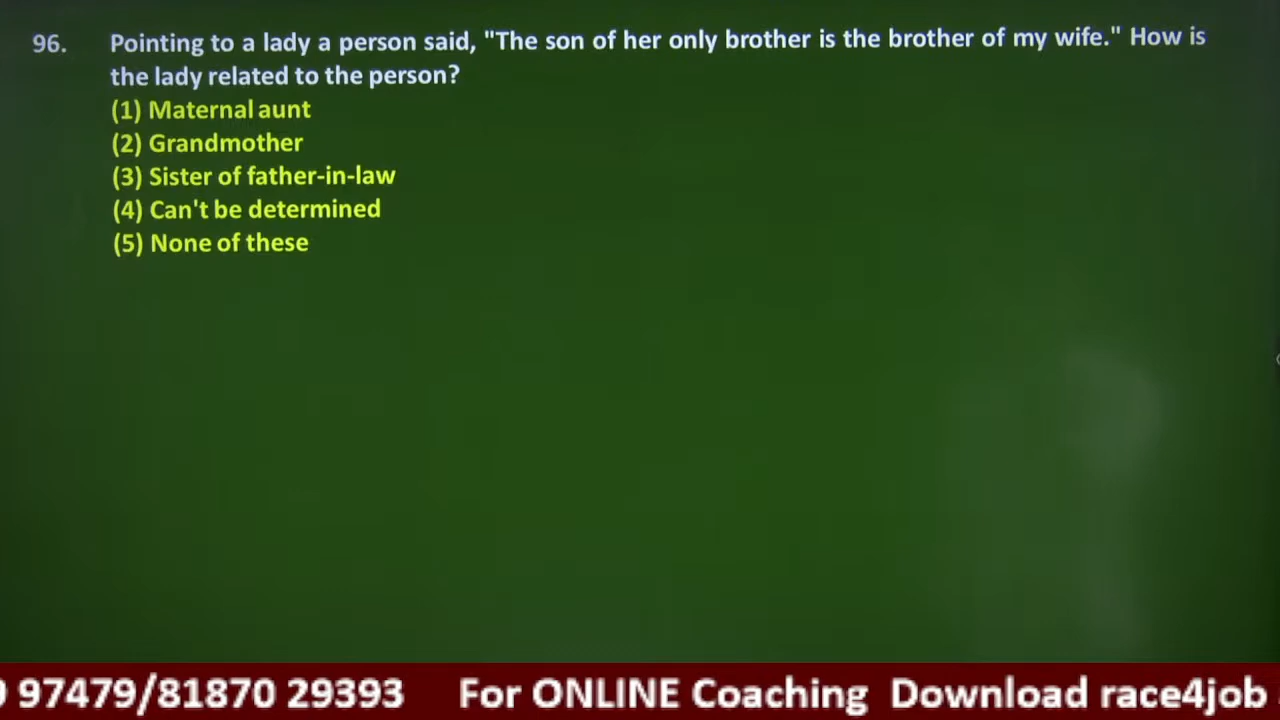 96. Pointing to a lady a person said, "The son of her only brother is the brother of my wife." How is
the lady related to the person?
(1) Maternal aunt
(2) Grandmother
(3) Sister of father-in-law
(4) Can't be determined
(5) None of these
97479/81870 29393 For ONLINE Coaching Download race4job